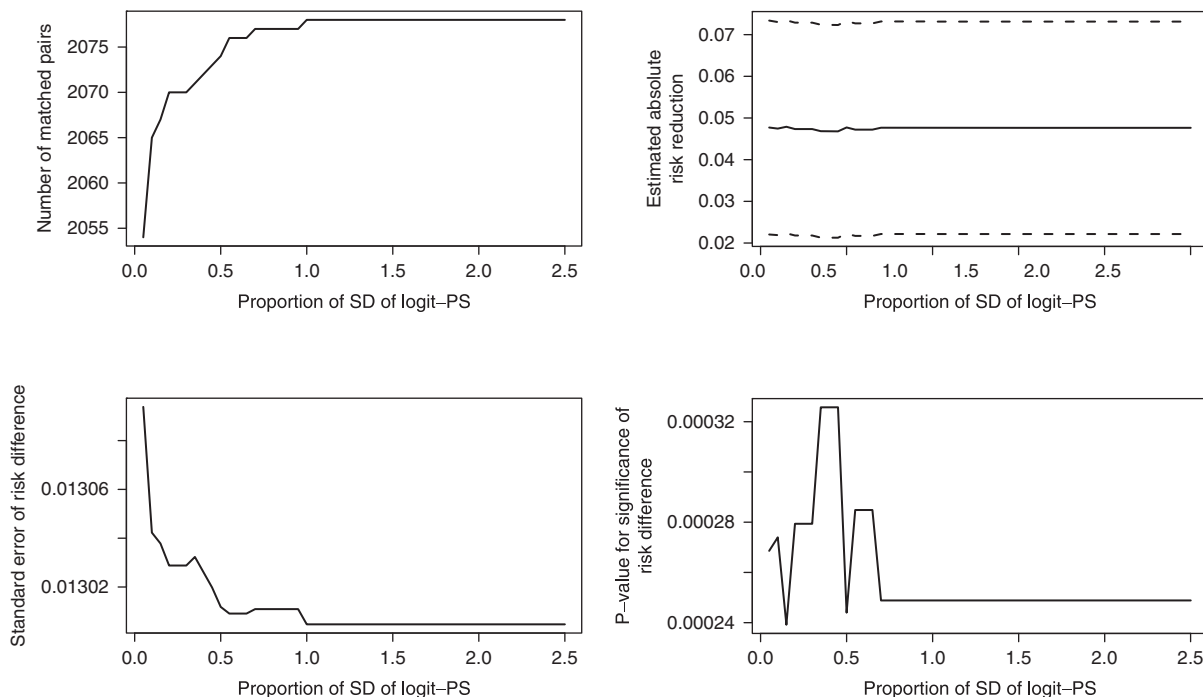 Number of matched pairs
2075
2070
2065
2060
2055
0.0 0.5 1.0 1.5 2.0 2.5
Proportion of SD of logit–PS
Estimated absolute
risk reduction
0.07
0.06
0.05
0.04
0.03
0.02
0.0 0.5 1.0 1.5 2.0 2.5
Proportion of SD of logit–PS
Standard error of risk difference
0.01306
0.01302
0.0 0.5 1.0 1.5 2.0 2.5
Proportion of SD of logit–PS
P–value for significance of
risk difference
0.00032
0.00028
0.00024
0.0 0.5 1.0 1.5 2.0 2.5
Proportion of SD of logit–PS